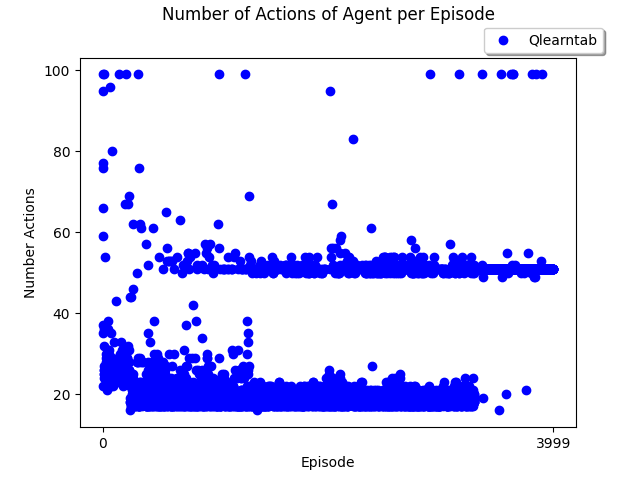 Number of Actions of Agent per Episode
Qlearntab
100
80
60
40
20
Number Actions
0
3999
Episode